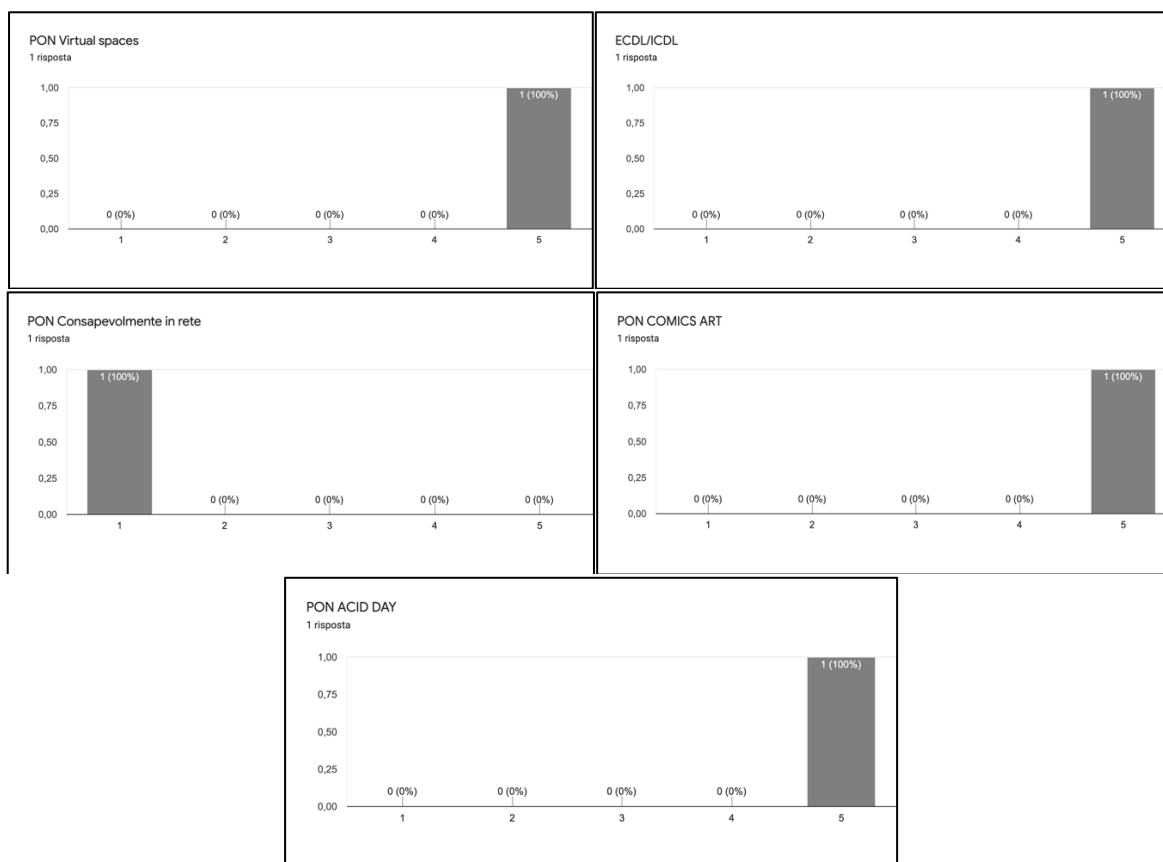 PON Virtual spaces
1 risposta
1,00
0,75
0,50
0,25
0,00
0 (0%) 0 (0%) 0 (0%) 0 (0%) 1 (100%)
1 2 3 4 5
ECDL/ICDL
1 risposta
1,00
0,75
0,50
0,25
0,00
0 (0%) 0 (0%) 0 (0%) 0 (0%) 1 (100%)
1 2 3 4 5
PON Consapevolmente in rete
1 risposta
1,00
0,75
0,50
0,25
0,00
1 (100%) 0 (0%) 0 (0%) 0 (0%) 0 (0%)
1 2 3 4 5
PON COMICS ART
1 risposta
1,00
0,75
0,50
0,25
0,00
0 (0%) 0 (0%) 0 (0%) 0 (0%) 1 (100%)
1 2 3 4 5
PON ACID DAY
1 risposta
1,00
0,75
0,50
0,25
0,00
0 (0%) 0 (0%) 0 (0%) 0 (0%) 1 (100%)
1 2 3 4 5